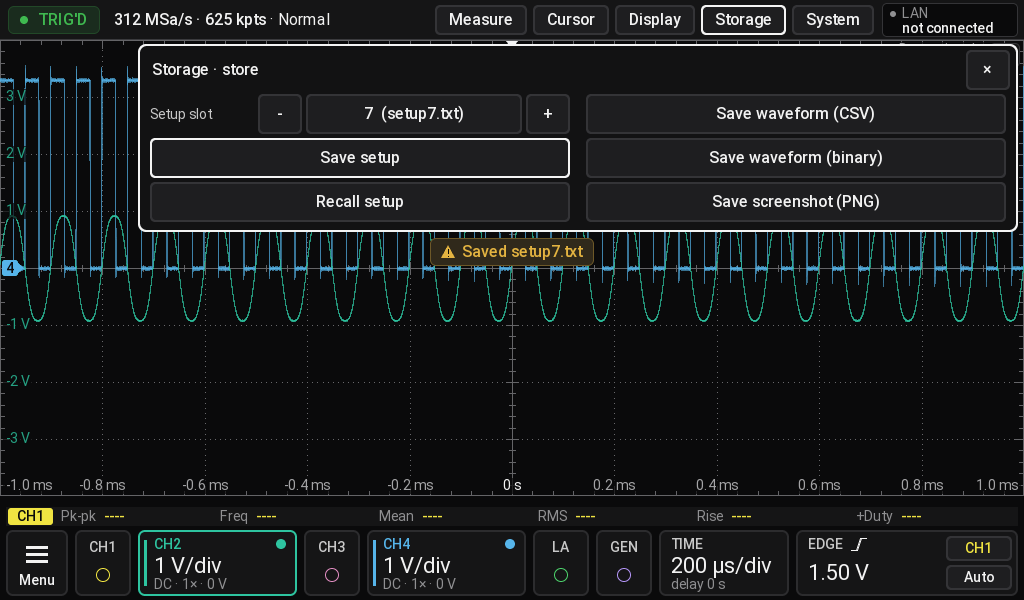 TRIG'D 312 MSa/s · 625 kpts · Normal Measure Cursor Display Storage System LAN
not connected
Storage · store ×
Setup slot - 7 (setup7.txt) + Save waveform (CSV)
Save setup Save waveform (binary)
Recall setup Save screenshot (PNG)
Saved setup7.txt
3 V
2 V
1 V
4
-1 V
-2 V
-3 V
-1.0 ms -0.8 ms -0.6 ms -0.4 ms -0.2 ms 0 s 0.2 ms 0.4 ms 0.6 ms 0.8 ms 1.0 ms
CH1 Pk-pk ---- Freq ---- Mean ---- RMS ---- Rise ---- +Duty ----
Menu
CH1
CH2
1 V/div
DC · 1× · 0 V
CH3
CH4
1 V/div
DC · 1× · 0 V
LA
GEN
TIME
200 µs/div
delay 0 s
EDGE
1.50 V
CH1
Auto